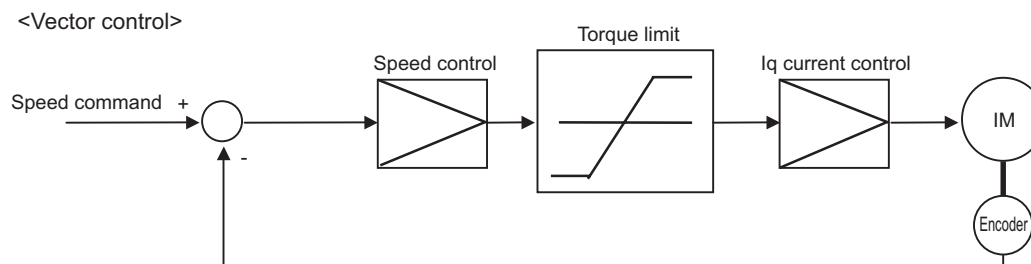 <Vector control>
Torque limit
Speed control
Iq current control
Speed command
+
-
IM
Encoder